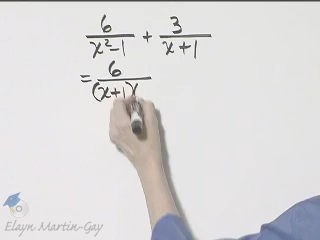 6/(x²-1) + 3/(x+1)
= 6/((x+1)(
Elayn Martin-Gay